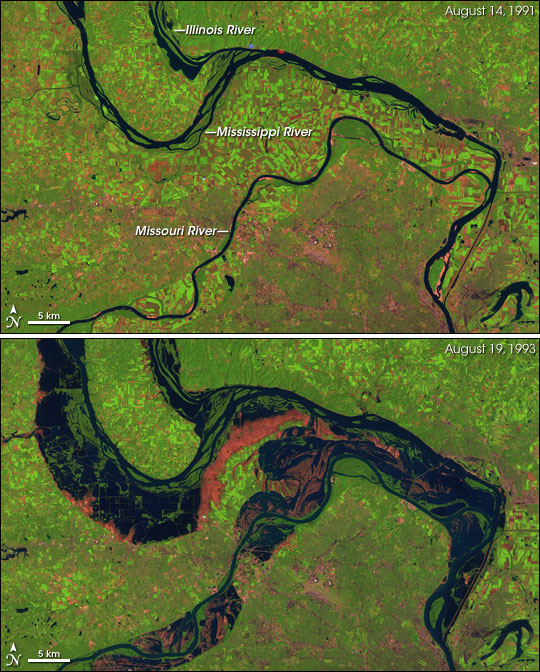 August 14, 1991
Illinois River
Mississippi River
Missouri River
N
5 km
August 19, 1993
N
5 km